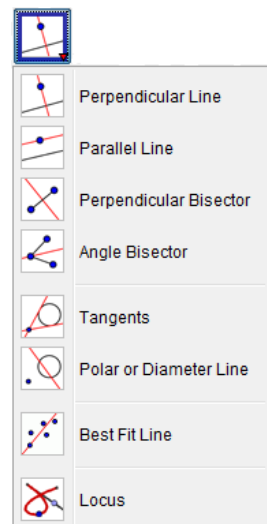 Perpendicular Line
Parallel Line
Perpendicular Bisector
Angle Bisector
Tangents
Polar or Diameter Line
Best Fit Line
Locus